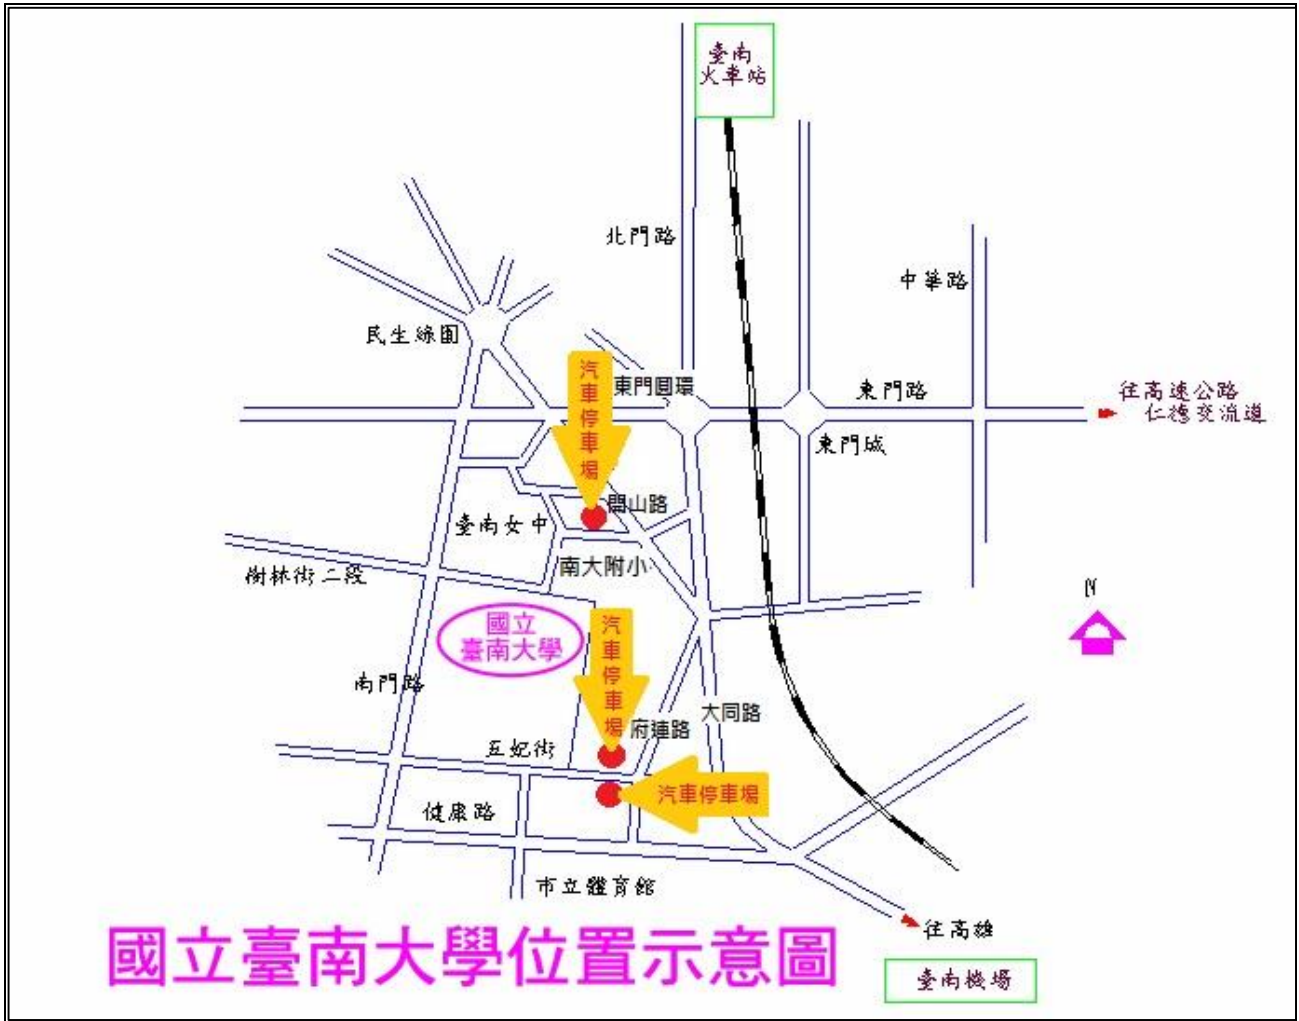 臺南
火車站
北門路
中華路
民生綠園
汽車停車場
東門圓環
東門路
往高速公路
仁德交流道
東門城
開山路
臺南女中
南大附小
樹林街二段
N
國立
臺南大學
汽車停車場
南門路
大同路
府連路
五妃街
汽車停車場
健康路
市立體育館
往高雄
國立臺南大學位置示意圖
臺南機場